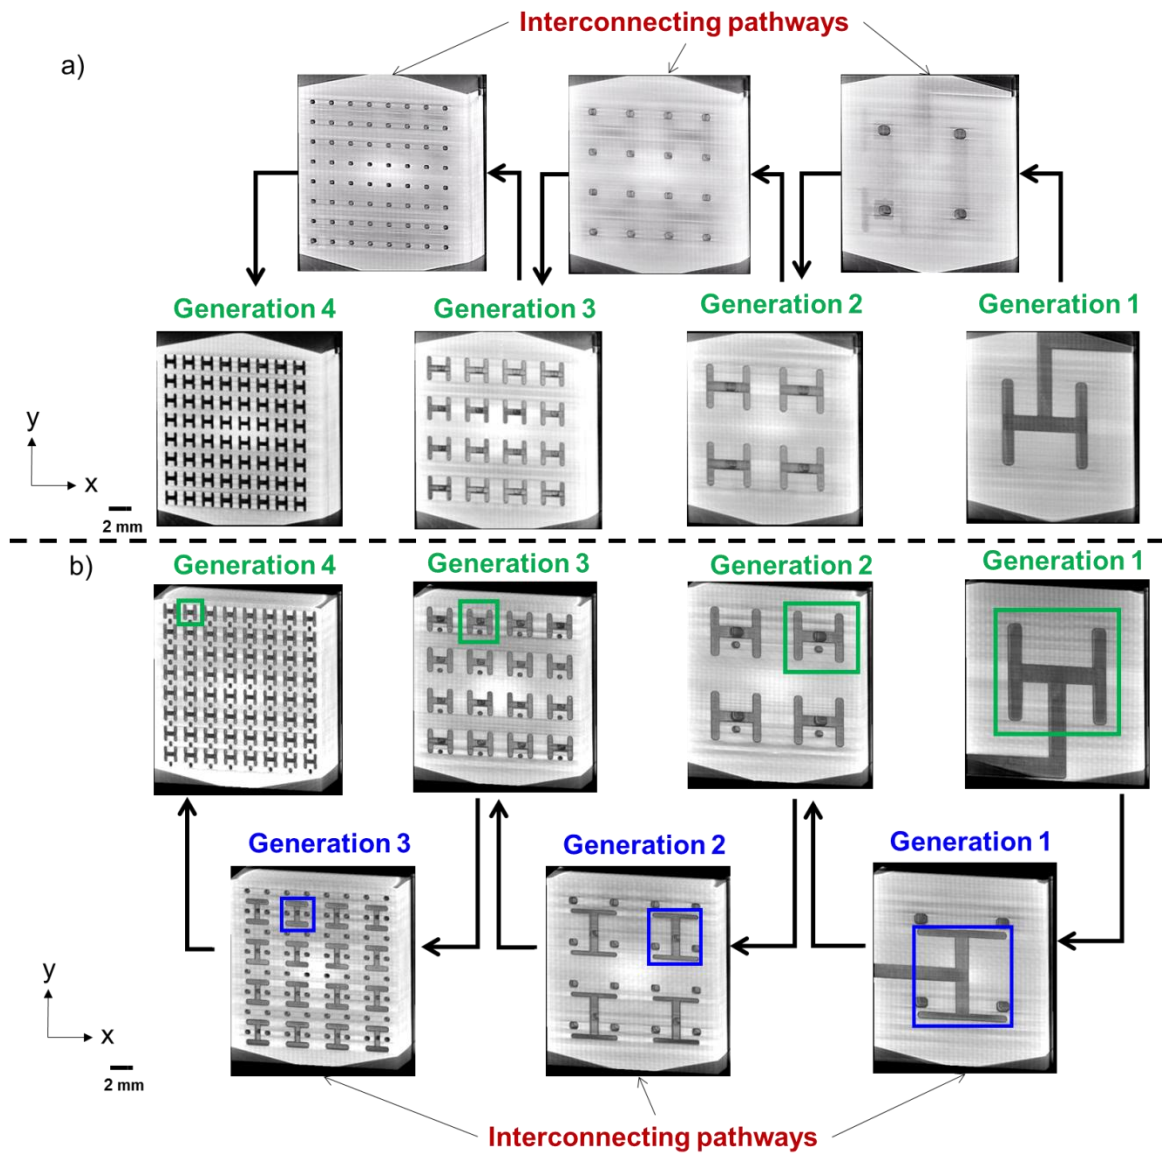 Interconnecting pathways
a)
Generation 4 Generation 3 Generation 2 Generation 1
y
x
2 mm
b)
Generation 4 Generation 3 Generation 2 Generation 1
Generation 3 Generation 2 Generation 1
y
x
2 mm
Interconnecting pathways